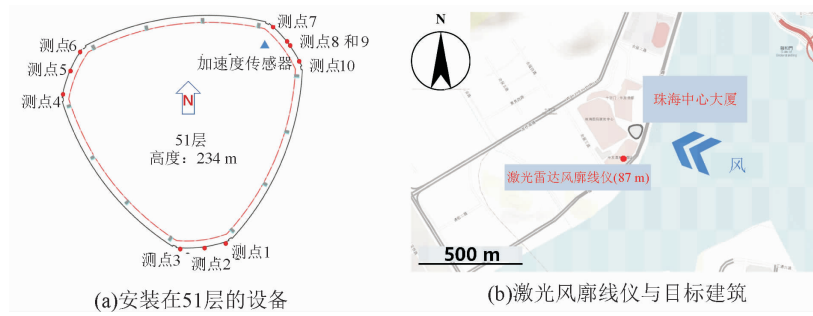 测点7
测点6
测点8 和9
加速度传感器
测点10
测点5
测点4
N
51层
高度：234 m
测点3
测点2
测点1
(a)安装在51层的设备
N
珠海中心大厦
风
激光雷达风廓线仪(87 m)
500 m
(b)激光风廓线仪与目标建筑